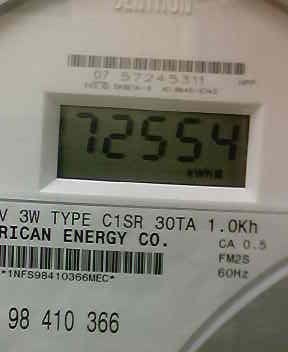 CENTRON
07 57245311
72554
kWh
V 3W TYPE C1SR 30TA 1.0Kh
RICAN ENERGY CO.
CA 0.5
FM2S
60Hz
*1NFS98410366MEC*
98 410 366